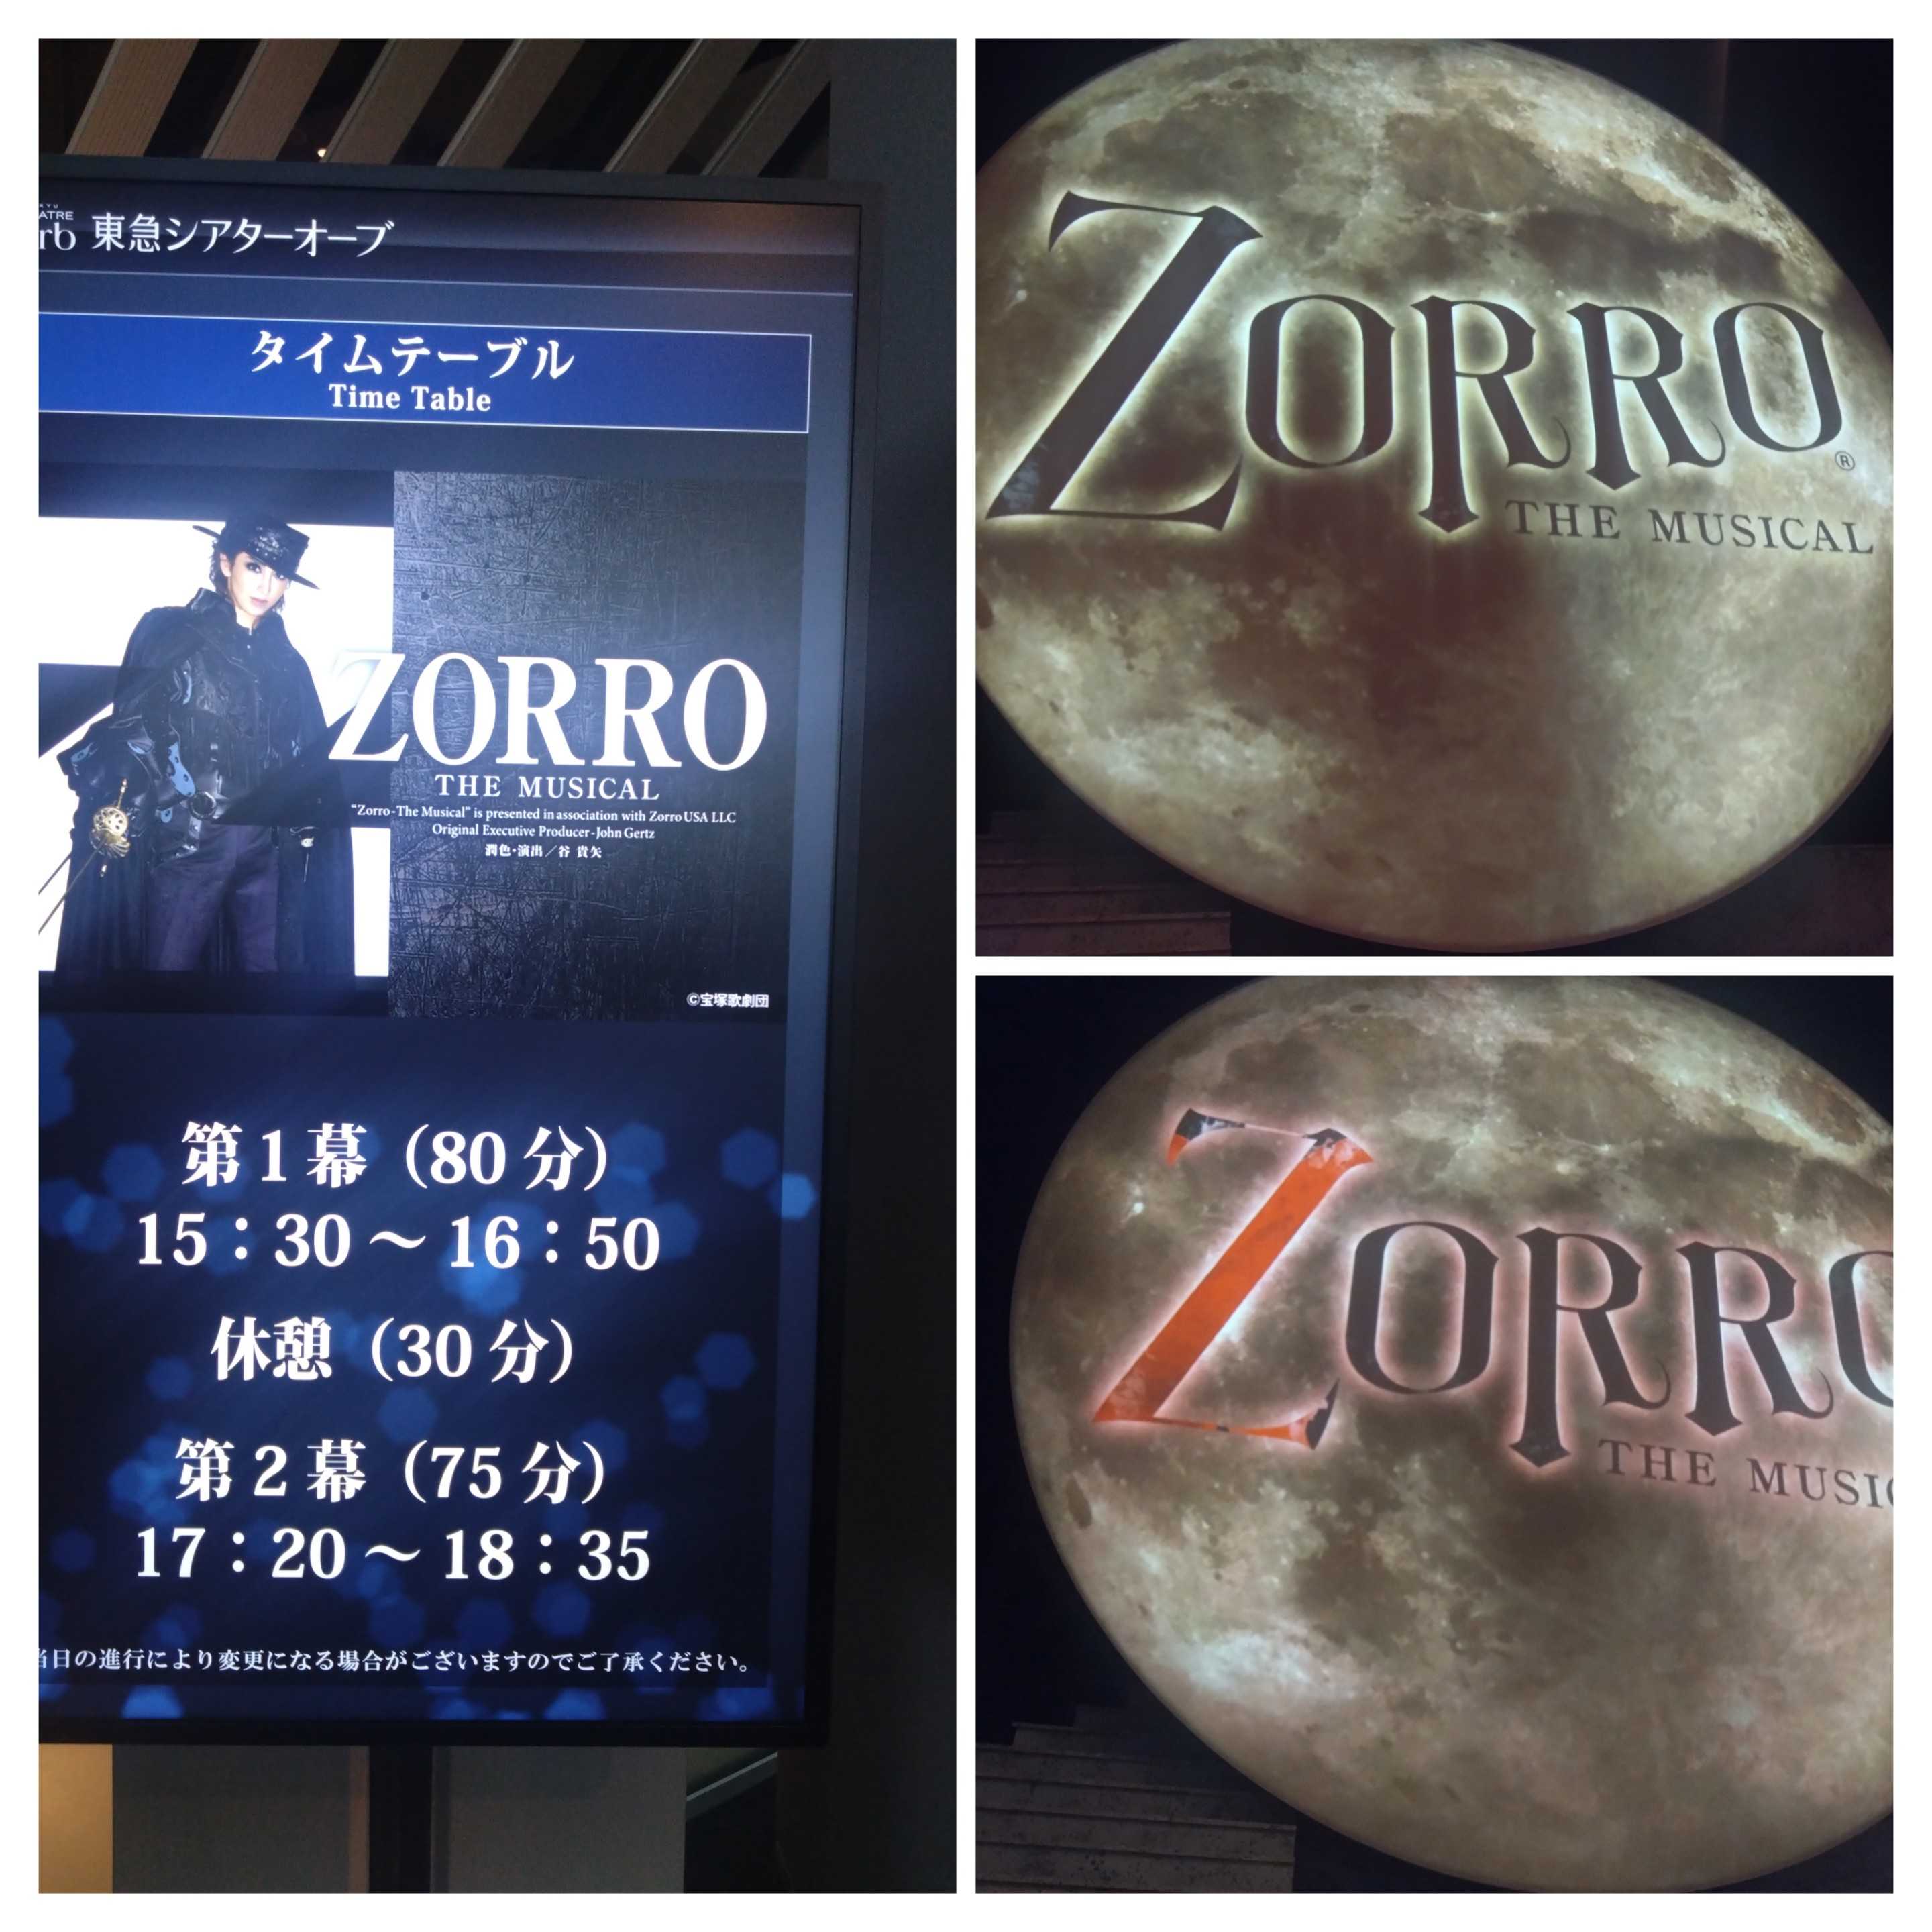 rb 東急シアターオーブ
タイムテーブル
Time Table
ZORRO
THE MUSICAL
"Zorro-The Musical" is presented in association with Zorro USA LLC
Original Executive Producer-John Gertz
潤色・演出／谷 貴矢
©宝塚歌劇団
第1幕（80分）
15：30～16：50
休憩（30分）
第2幕（75分）
17：20～18：35
当日の進行により変更になる場合がございますのでご了承ください。
ZORRO®
THE MUSICAL
ZORRO
THE MUSIC